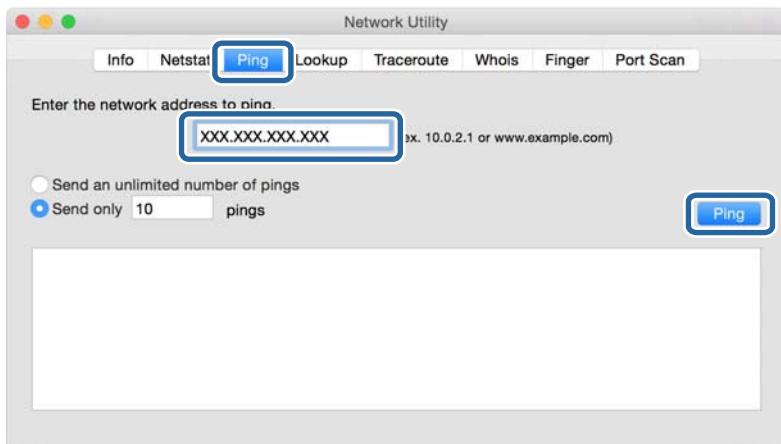 Network Utility
Info Netstat Ping Lookup Traceroute Whois Finger Port Scan
Enter the network address to ping.
XXX.XXX.XXX.XXX ex. 10.0.2.1 or www.example.com)
Send an unlimited number of pings
Send only 10 pings
Ping